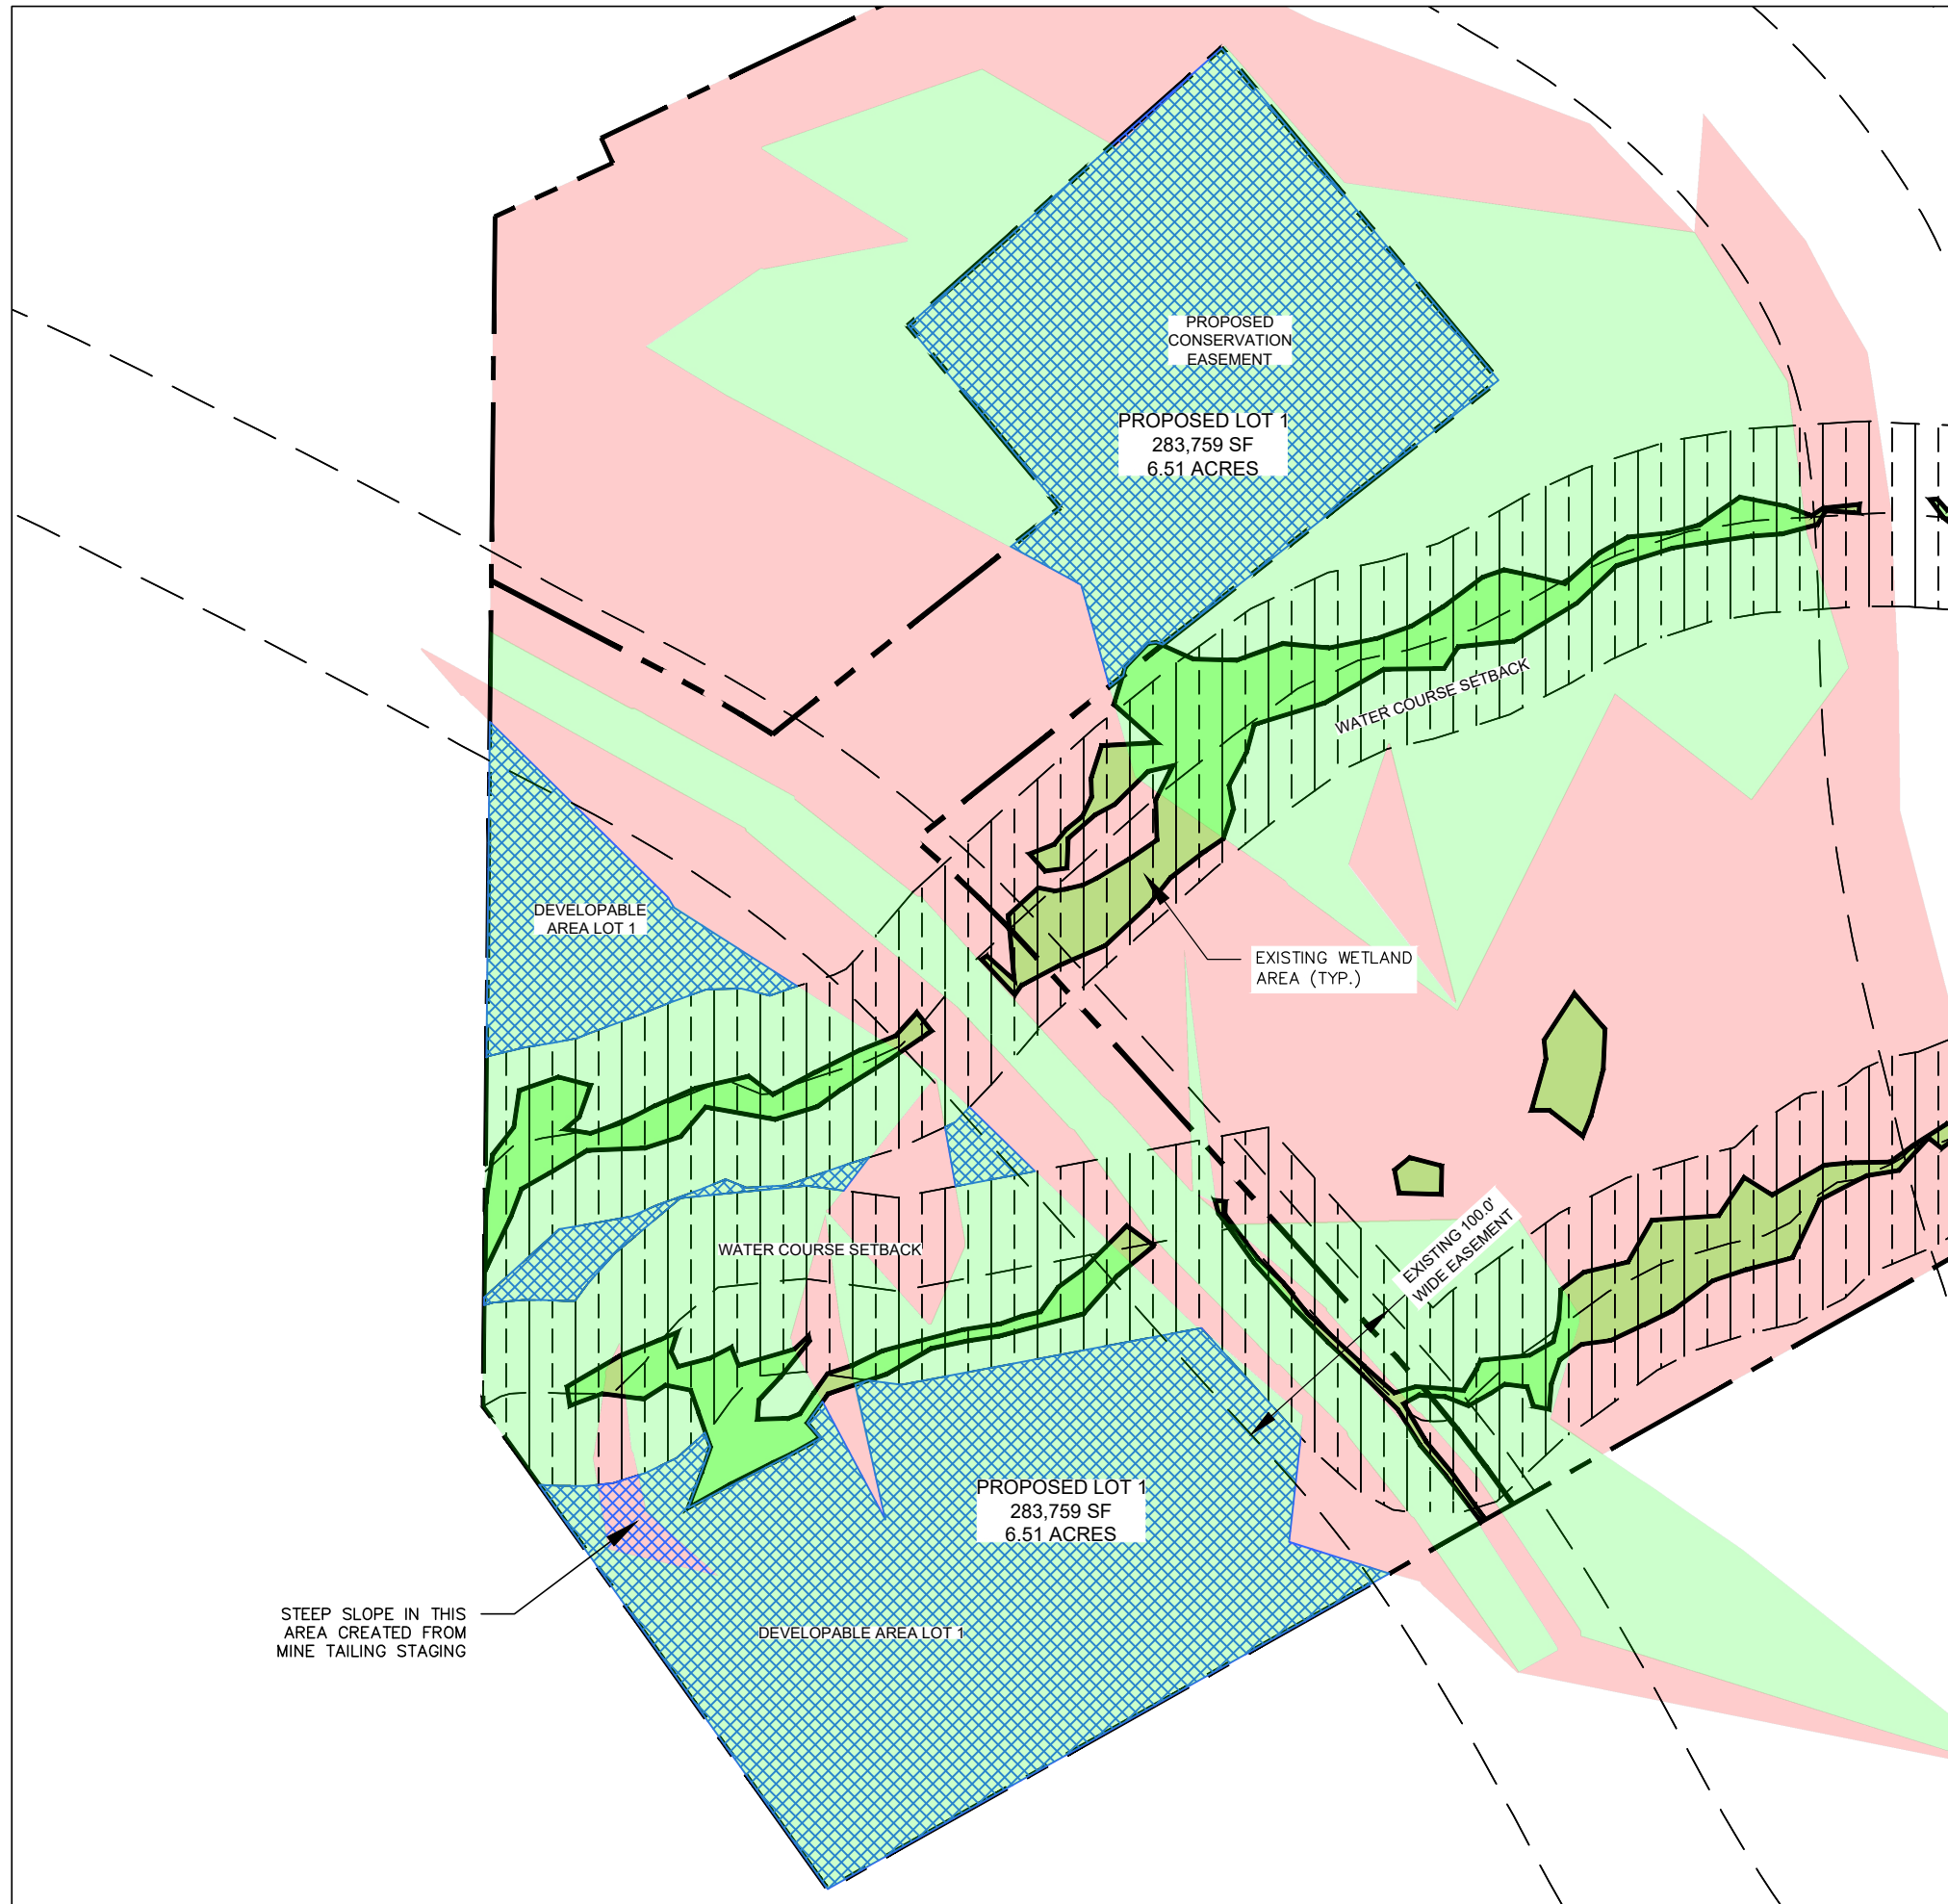 PROPOSED
CONSERVATION
EASEMENT
PROPOSED LOT 1
283,759 SF
6.51 ACRES
WATER COURSE SETBACK
DEVELOPABLE
AREA LOT 1
EXISTING WETLAND
AREA (TYP.)
WATER COURSE SETBACK
EXISTING 100.0'
WIDE EASEMENT
PROPOSED LOT 1
283,759 SF
6.51 ACRES
STEEP SLOPE IN THIS
AREA CREATED FROM
MINE TAILING STAGING
DEVELOPABLE AREA LOT 1